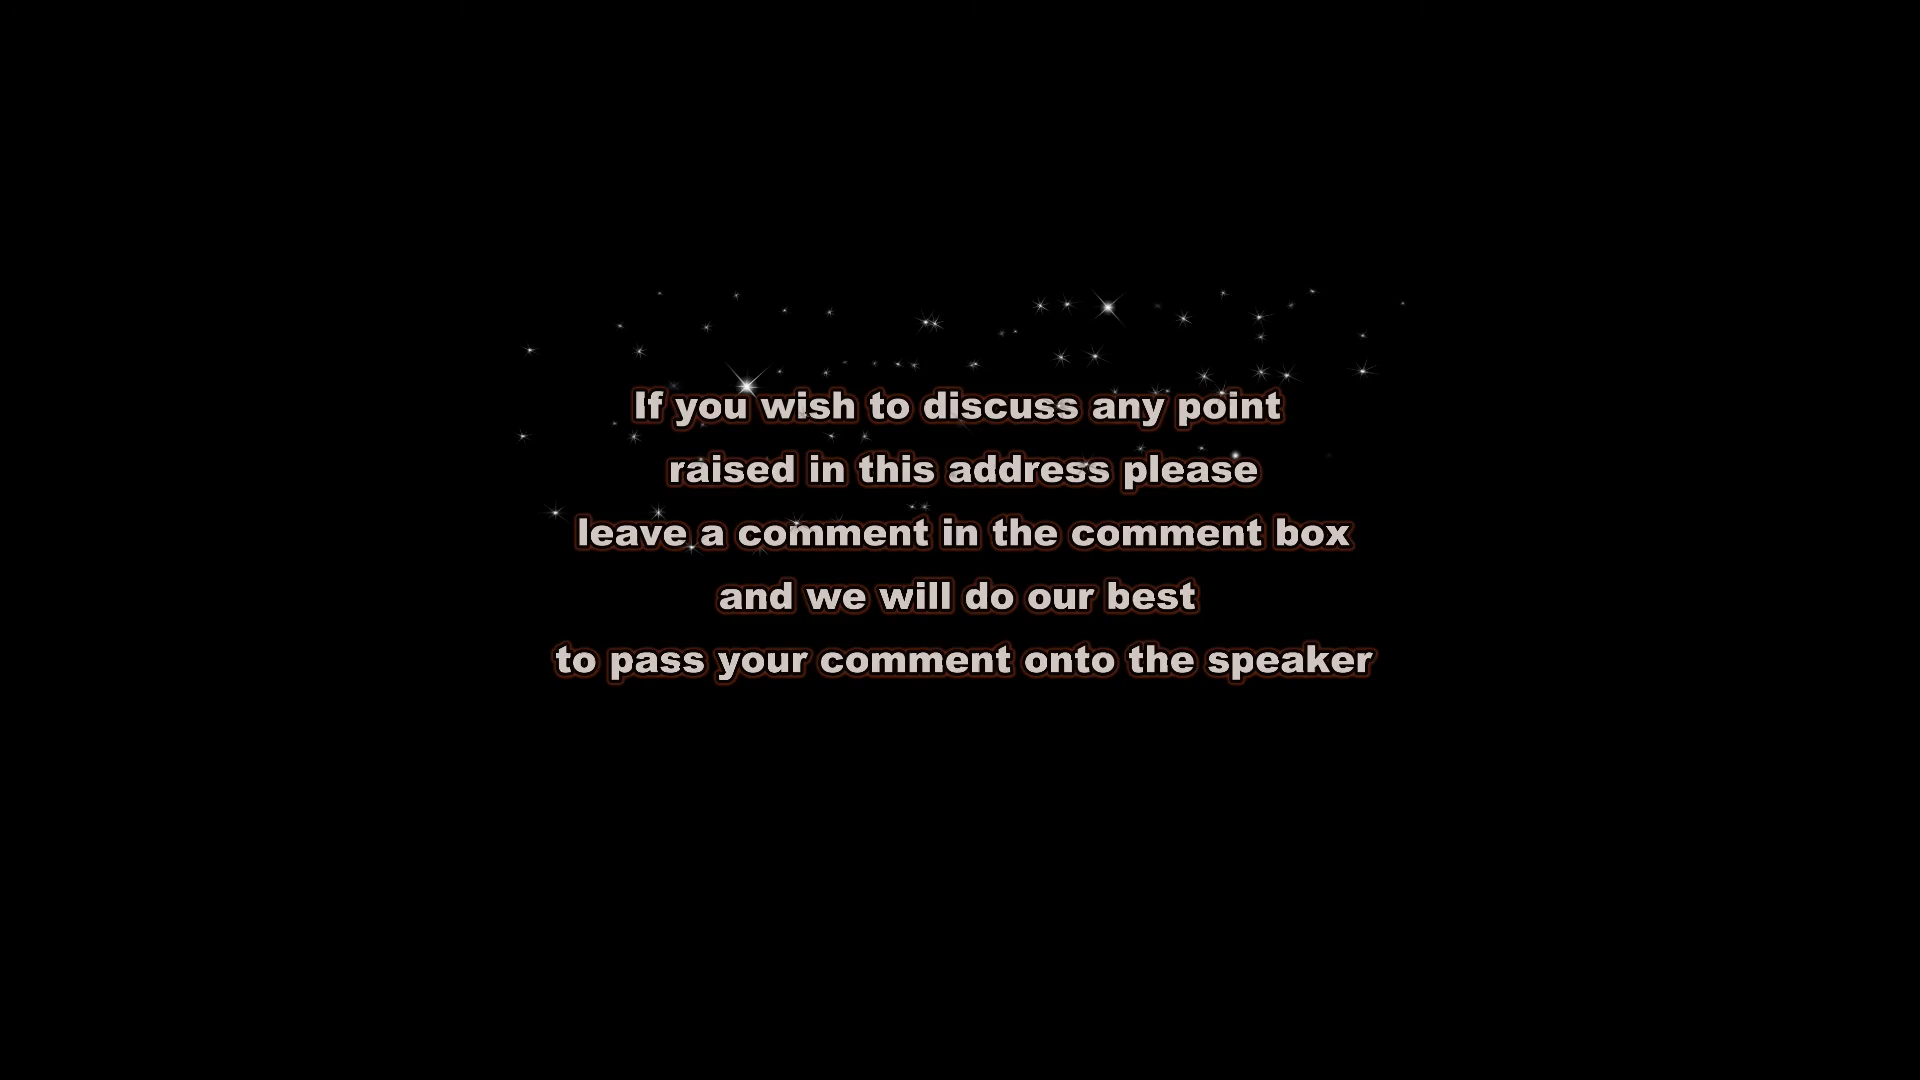 If you wish to discuss any point
raised in this address please
leave a comment in the comment box
and we will do our best
to pass your comment onto the speaker